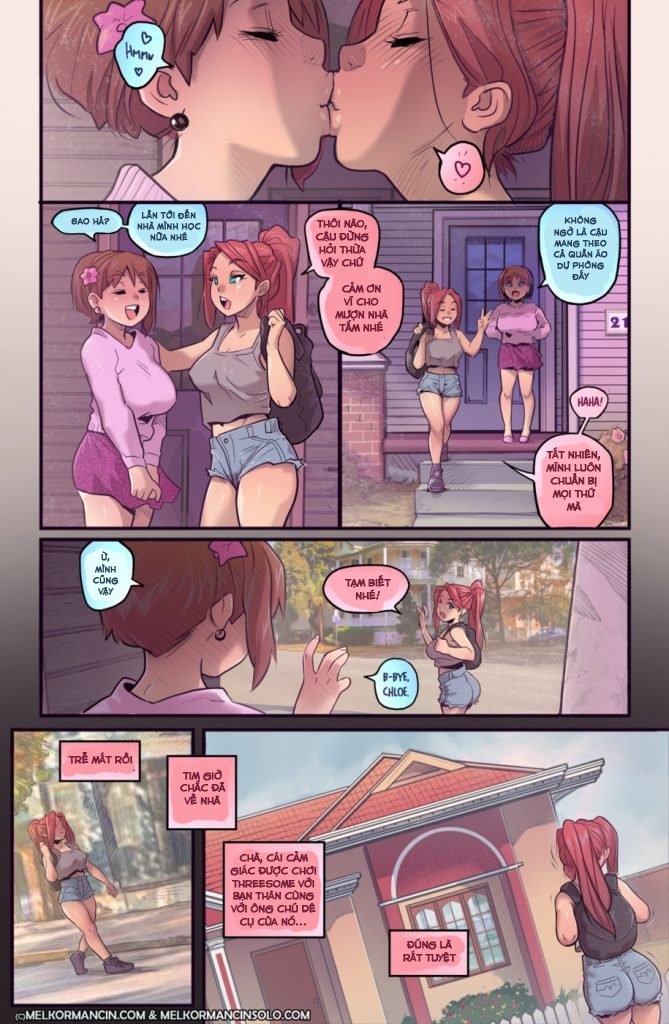 HMMN
SAO HẢ?
LẦN TỚI ĐẾN
NHÀ MÌNH HỌC
NỮA NHÉ
THÔI NÀO,
CẬU ĐỪNG
HỎI THỪA
VẬY CHỨ
CẢM ƠN
VÌ CHO
MƯỢN NHÀ
TẮM NHÉ
KHÔNG
NGỜ LÀ CẬU
MANG THEO
CẢ QUẦN ÁO
DỰ PHÒNG
ĐẤY
21
HAHA!
TẤT NHIÊN,
MÌNH LUÔN
CHUẨN BỊ
MỌI THỨ
MÀ
Ừ,
MÌNH
CŨNG
VẬY
TẠM BIẾT
NHÉ!
B-BYE,
CHLOE.
TRỄ MẤT RỒI
TIM GIỜ
CHẮC ĐÃ
VỀ NHÀ
CHÀ, CÁI CẢM
GIÁC ĐƯỢC CHƠI
THREESOME VỚI
BẠN THÂN CÙNG
VỚI ÔNG CHÚ DÊ
CỤ CỦA NÓ...
ĐÚNG LÀ
RẤT TUYỆT
(C)MELKORMANCIN.COM & MELKORMANCINSOLO.COM